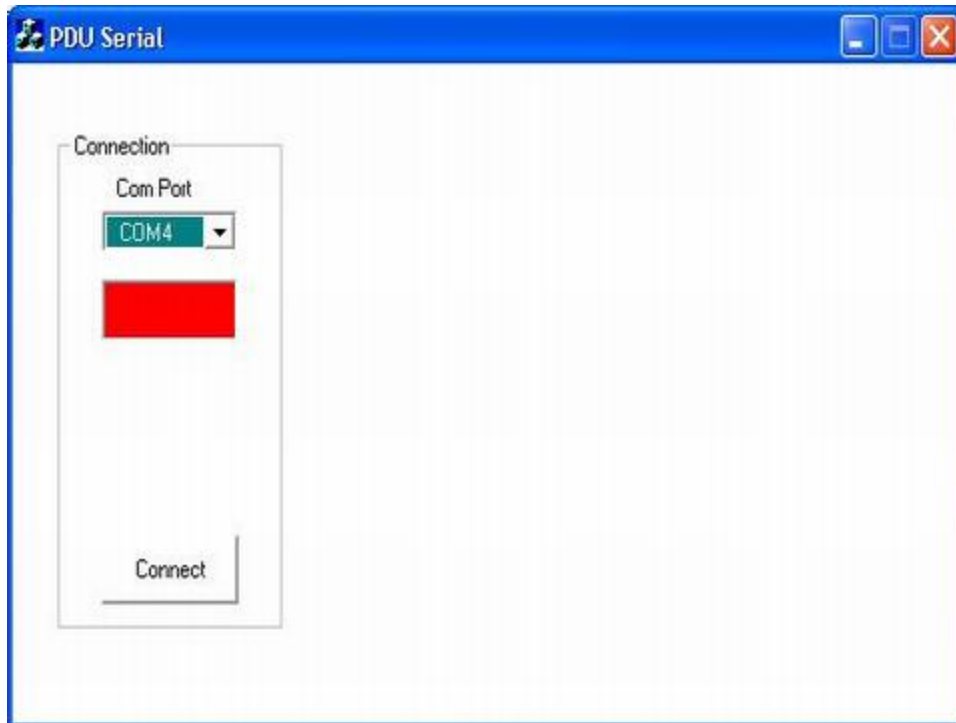 PDU Serial
Connection
Com Port
COM4
Connect